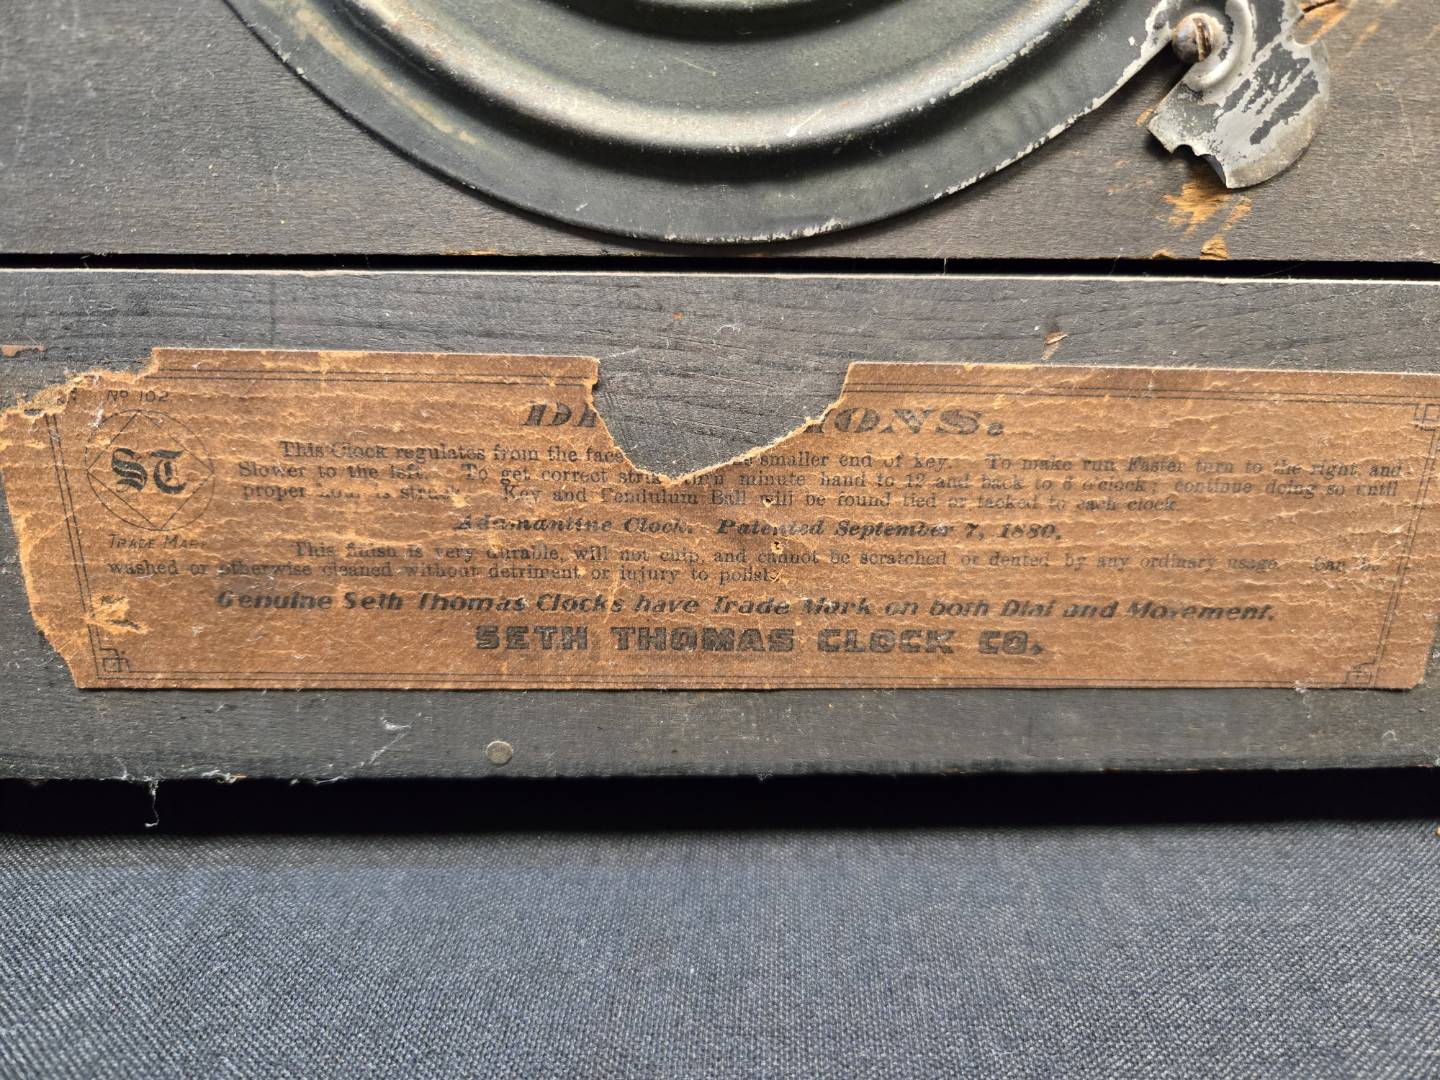 No 102
ST
TRADE MARK
DI IONS.
This Clock regulates from the face smaller end of key. To make run Faster turn to the right, and
Slower to the left. To get correct strik turn minute hand to 12 and back to 8 o'clock; continue doing so until
proper is Key and Pendulum Ball will be found tied or tacked to each clock.
Adamantine Clock. Patented September 7, 1880.
This finish is very durable, will not chip, and cannot be scratched or dented by any ordinary usage. Can be
washed or otherwise cleaned without detriment or injury to polish.
Genuine Seth Thomas Clocks have Trade Mark on both Dial and Movement.
SETH THOMAS CLOCK CO.